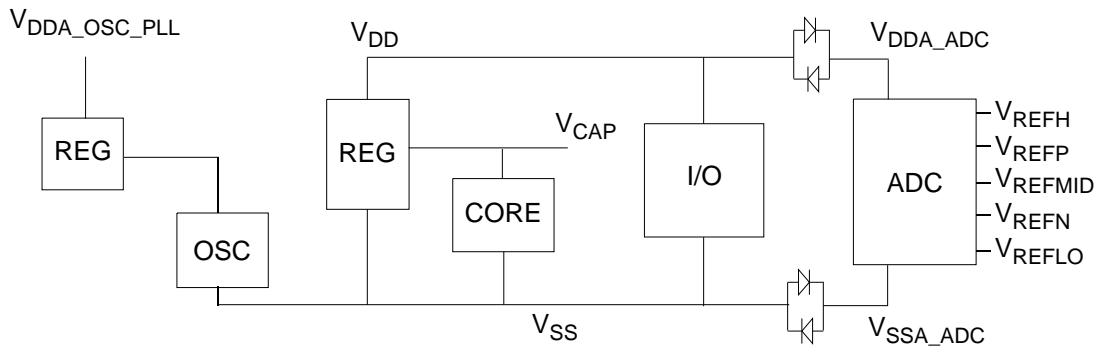 VDDA_OSC_PLL
VDD
VDDA_ADC
REG
REG
VCAP
CORE
OSC
I/O
ADC
VREFH
VREFP
VREFMID
VREFN
VREFLO
VSS
VSSA_ADC